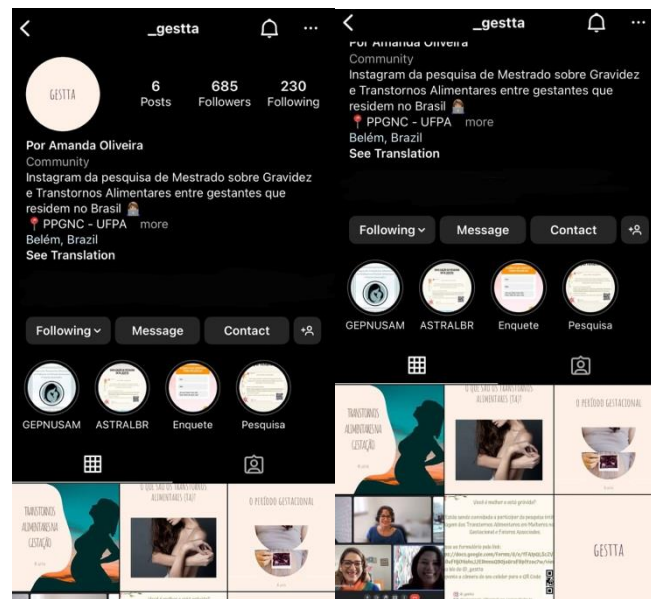 _gestta
GESTTA
6 685 230
Posts Followers Following
Por Amanda Oliveira
Community
Instagram da pesquisa de Mestrado sobre Gravidez
e Transtornos Alimentares entre gestantes que
residem no Brasil
PPGNC - UFPA more
Belém, Brazil
See Translation
Following Message Contact
GEPNUSAM ASTRALBR Enquete Pesquisa
TRANSTORNOS
ALIMENTARES NA
GESTAÇÃO
O QUE SÃO OS TRANSTORNOS
ALIMENTARES (TA)?
O PERÍODO GESTACIONAL
_gestta
Por Amanda Oliveira
Community
Instagram da pesquisa de Mestrado sobre Gravidez
e Transtornos Alimentares entre gestantes que
residem no Brasil
PPGNC - UFPA more
Belém, Brazil
See Translation
Following Message Contact
GEPNUSAM ASTRALBR Enquete Pesquisa
TRANSTORNOS
ALIMENTARES NA
GESTAÇÃO
O QUE SÃO OS TRANSTORNOS
ALIMENTARES (TA)?
O PERÍODO GESTACIONAL
Você é mulher e está grávida?
GESTTA